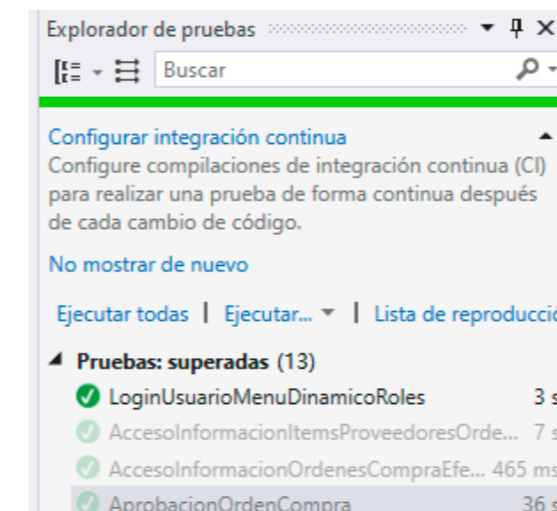 Explorador de pruebas
Buscar
Configurar integración continua
Configure compilaciones de integración continua (CI)
para realizar una prueba de forma continua después
de cada cambio de código.
No mostrar de nuevo
Ejecutar todas | Ejecutar... | Lista de reproducció
Pruebas: superadas (13)
LoginUsuarioMenuDinamicoRoles 3 s
AccesoInformacionItemsProveedoresOrde... 7 s
AccesoInformacionOrdenesCompraEfe... 465 ms
AprobacionOrdenCompra 36 s